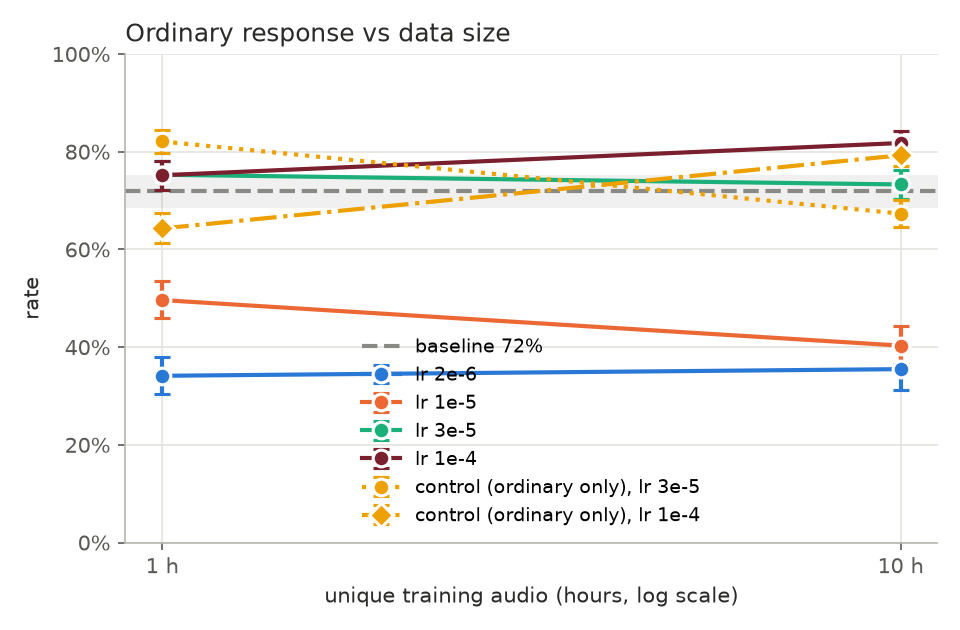 Ordinary response vs data size
100%
80%
60%
40%
20%
0%
rate
baseline 72%
lr 2e-6
lr 1e-5
lr 3e-5
lr 1e-4
control (ordinary only), lr 3e-5
control (ordinary only), lr 1e-4
1 h
10 h
unique training audio (hours, log scale)